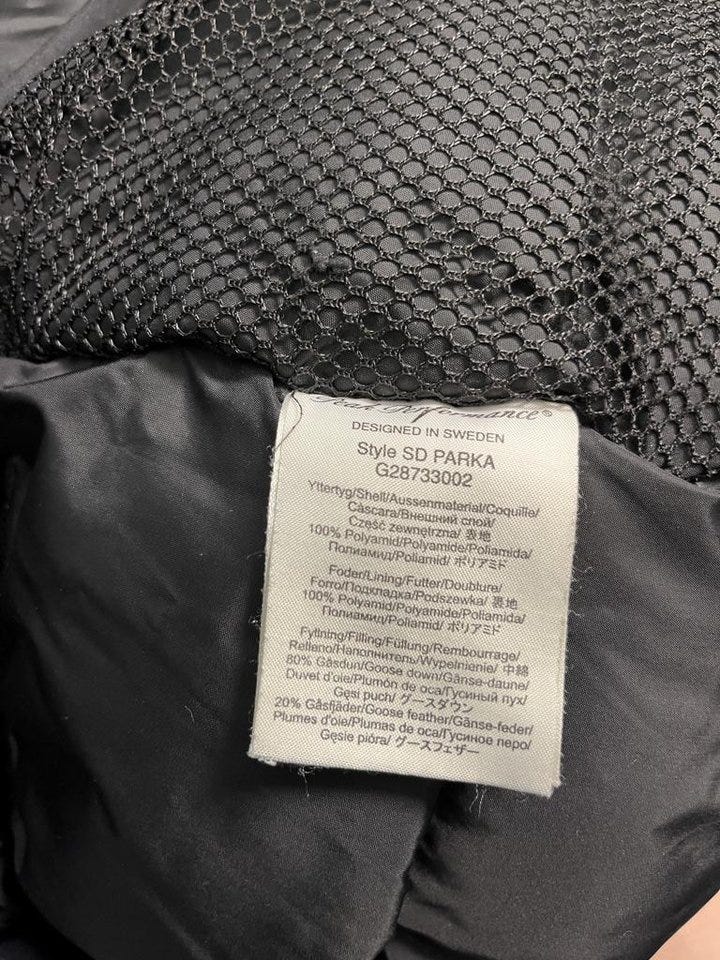 Peak Performance®
DESIGNED IN SWEDEN
Style SD PARKA
G28733002
Yttertyg/Shell/Aussenmaterial/Coquille/
Càscara/Внешний слой/
Część zewnętrzna/ 表地
100% Polyamid/Polyamide/Poliamida/
Полиамид/Poliamid/ ポリアミド
Foder/Lining/Futter/Doublure/
Forro/Подкладка/Podszewka/ 裏地
100% Polyamid/Polyamide/Poliamida/
Полиамид/Poliamid/ ポリアミド
Fyllning/Filling/Füllung/Rembourrage/
Relleno/Наполнитель/Wypełnienie/ 中綿
80% Gåsdun/Goose down/Gänse-daune/
Duvet d'oie/Plumón de oca/Гусиный пух/
Gęsi puch/ グースダウン
20% Gåsfjäder/Goose feather/Gänse-feder/
Plumes d'oie/Plumas de oca/Гусиное перо/
Gęsie pióra/ グースフェザー